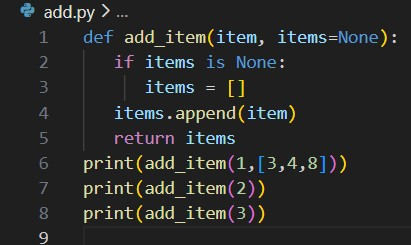 add.py > ...
1 def add_item(item, items=None):
2     if items is None:
3         items = []
4     items.append(item)
5     return items
6 print(add_item(1,[3,4,8]))
7 print(add_item(2))
8 print(add_item(3))
9